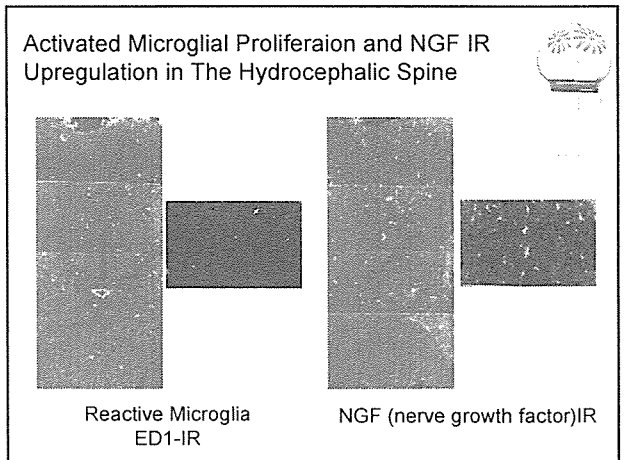 Activated Microglial Proliferaion and NGF IR
Upregulation in The Hydrocephalic Spine
Reactive Microglia
ED1-IR
NGF (nerve growth factor)IR